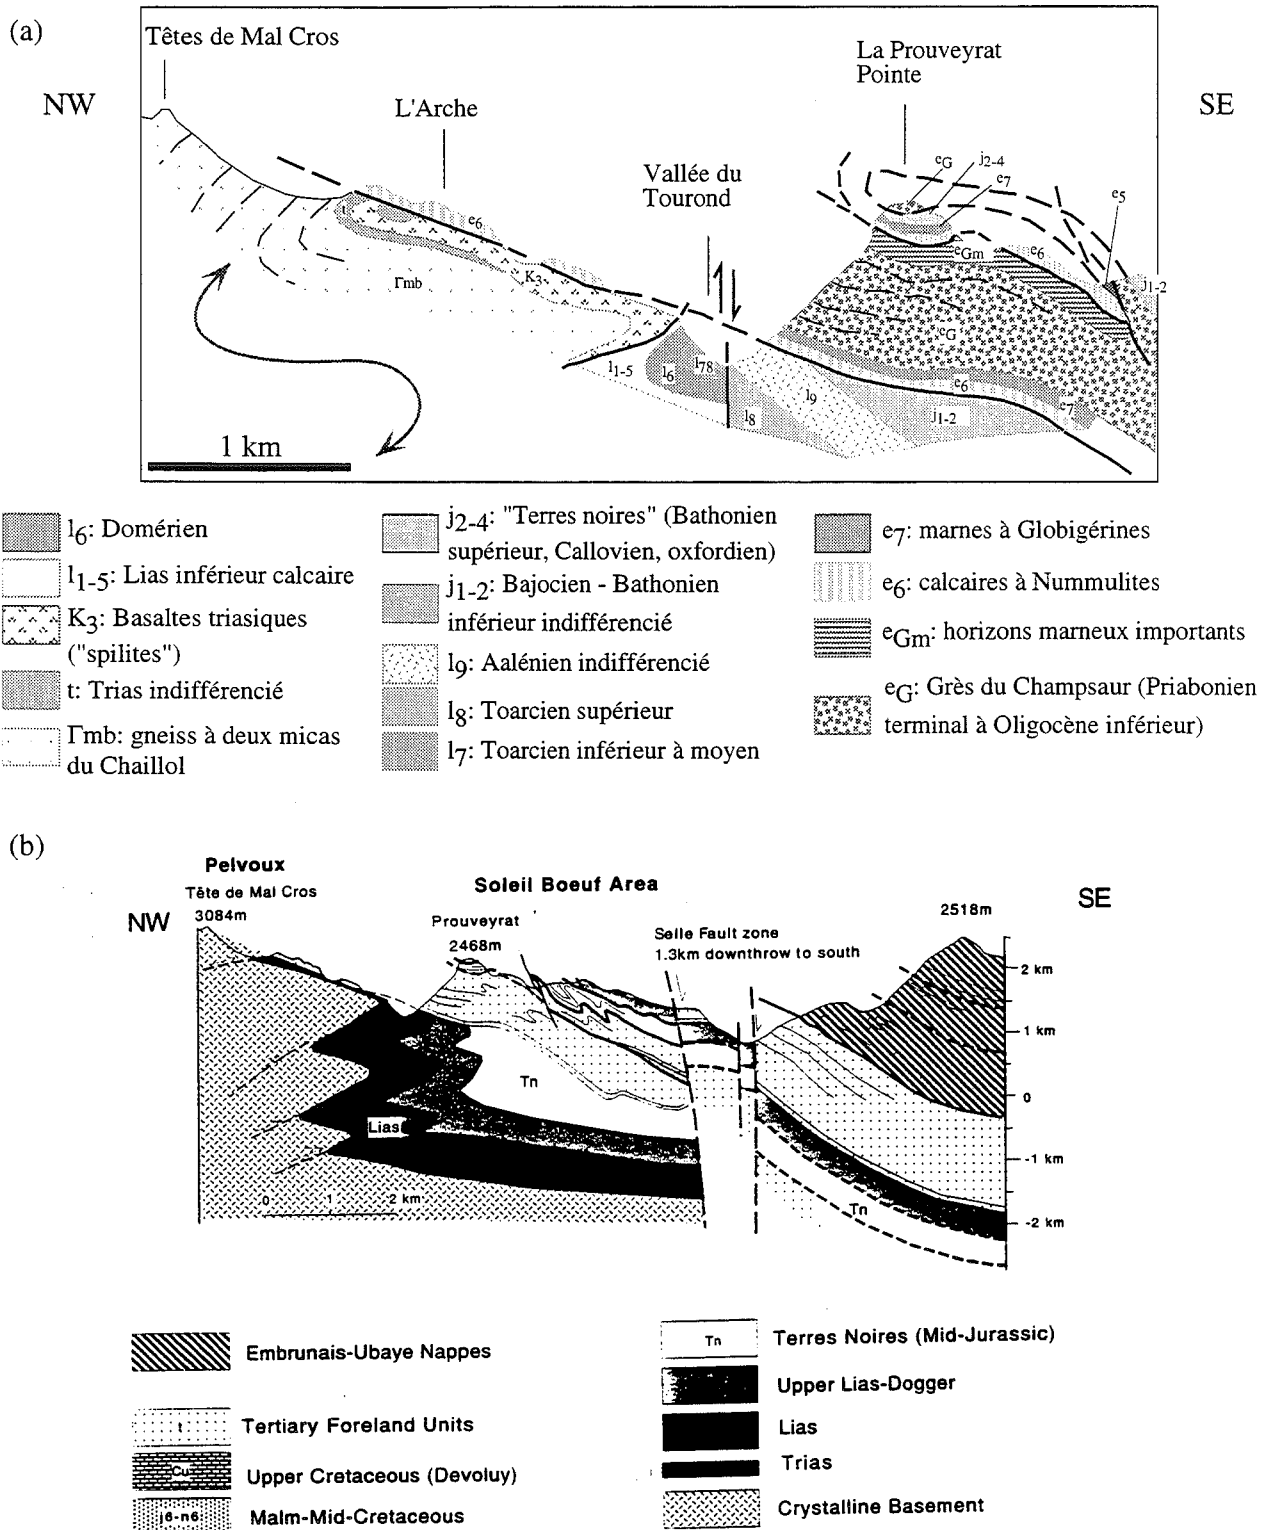 (a)
Têtes de Mal Cros
La Prouveyrat
Pointe
NW
SE
L'Arche
Vallée du
Tourond
eG
j2-4
e7
e5
t
e6
eGm
e6
j1-2
K3
Γmb
eG
l1-5
l6
l78
l9
e6
e7
l8
j1-2
1 km
l6: Domérien
l1-5: Lias inférieur calcaire
K3: Basaltes triasiques
("spilites")
t: Trias indifférencié
Γmb: gneiss à deux micas
du Chaillol
j2-4: "Terres noires" (Bathonien
supérieur, Callovien, oxfordien)
j1-2: Bajocien - Bathonien
inférieur indifférencié
l9: Aalénien indifférencié
l8: Toarcien supérieur
l7: Toarcien inférieur à moyen
e7: marnes à Globigérines
e6: calcaires à Nummulites
eGm: horizons marneux importants
eG: Grès du Champsaur (Priabonien
terminal à Oligocène inférieur)
(b)
Pelvoux
Tête de Mal Cros
3084m
NW
Soleil Boeuf Area
SE
Prouveyrat
2468m
Selle Fault zone
1.3km downthrow to south
2518m
2 km
1 km
0
-1 km
-2 km
Tn
Lias
Tn
0 1 2 km
Embrunais-Ubaye Nappes
t Tertiary Foreland Units
Cu Upper Cretaceous (Devoluy)
j6-n6 Malm-Mid-Cretaceous
Tn Terres Noires (Mid-Jurassic)
Upper Lias-Dogger
Lias
Trias
Crystalline Basement